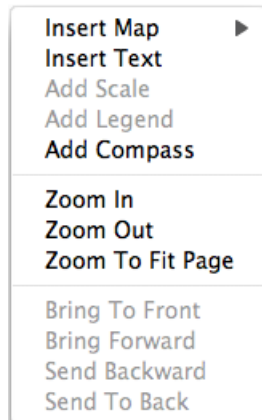 Insert Map
Insert Text
Add Scale
Add Legend
Add Compass
Zoom In
Zoom Out
Zoom To Fit Page
Bring To Front
Bring Forward
Send Backward
Send To Back